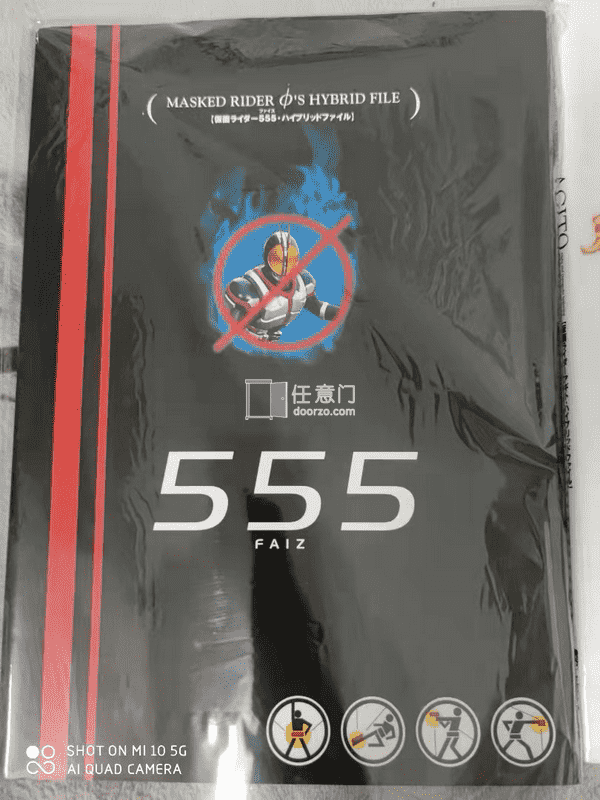 MASKED RIDER φ'S HYBRID FILE
ファイズ
【仮面ライダー555・ハイブリッドファイル】
任意门
doorzo.com
555
FAIZ
AGITO
SHOT ON MI 10 5G
AI QUAD CAMERA